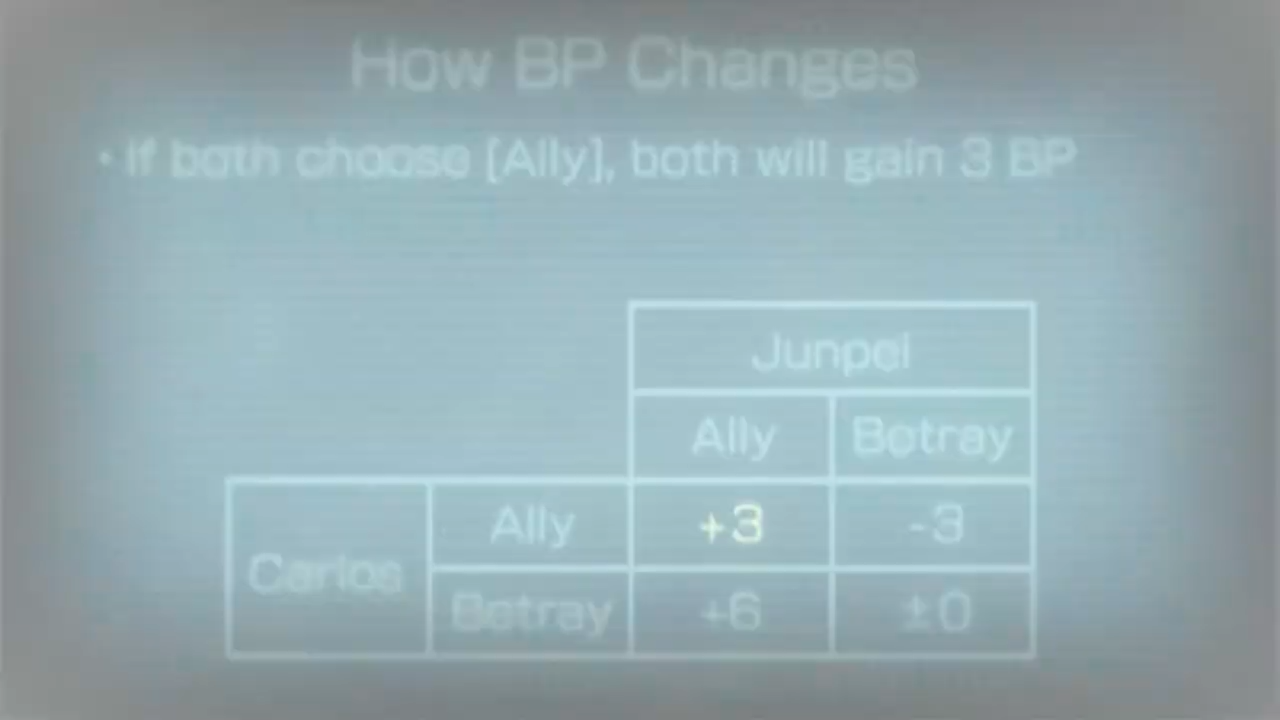 How BP Changes
• If both choose [Ally], both will gain 3 BP
Junpei
Ally Betray
Ally +3 -3
Carlos
Betray +6 ±0